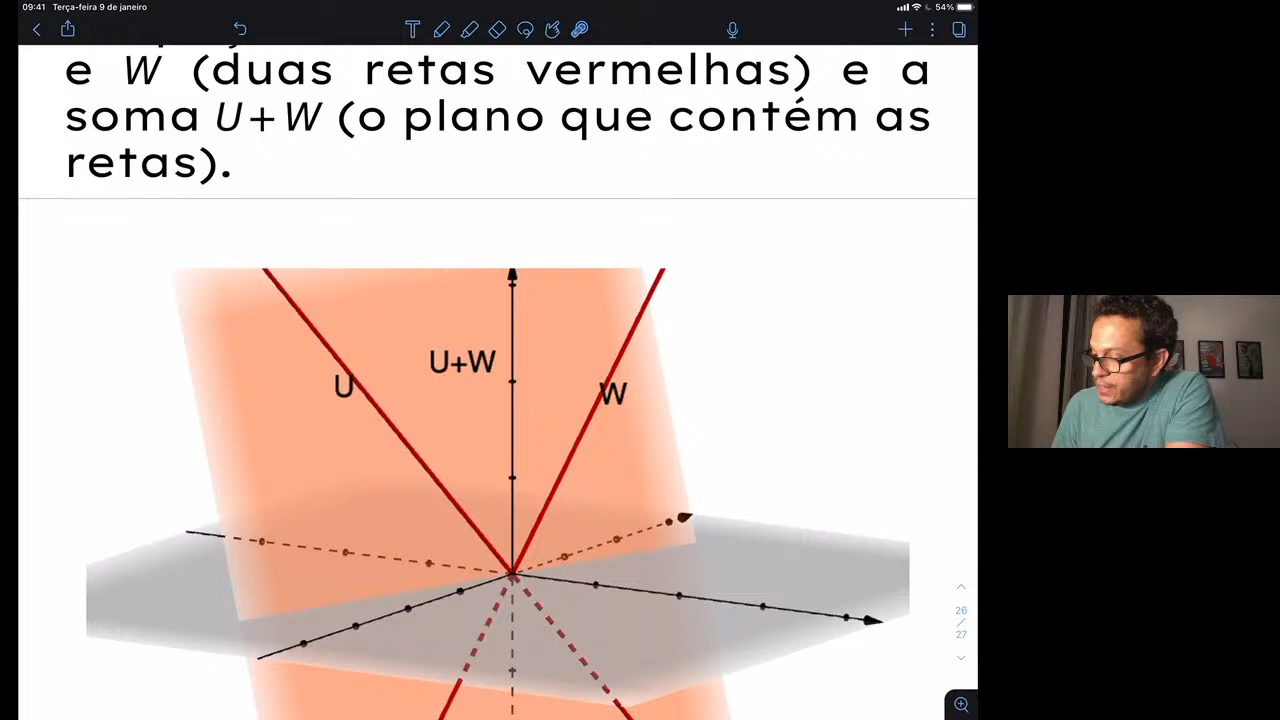 09:41 Terça-feira 9 de janeiro
54%
T
e W (duas retas vermelhas) e a
soma U+W (o plano que contém as
retas).
U+W
U
W
26
/
27